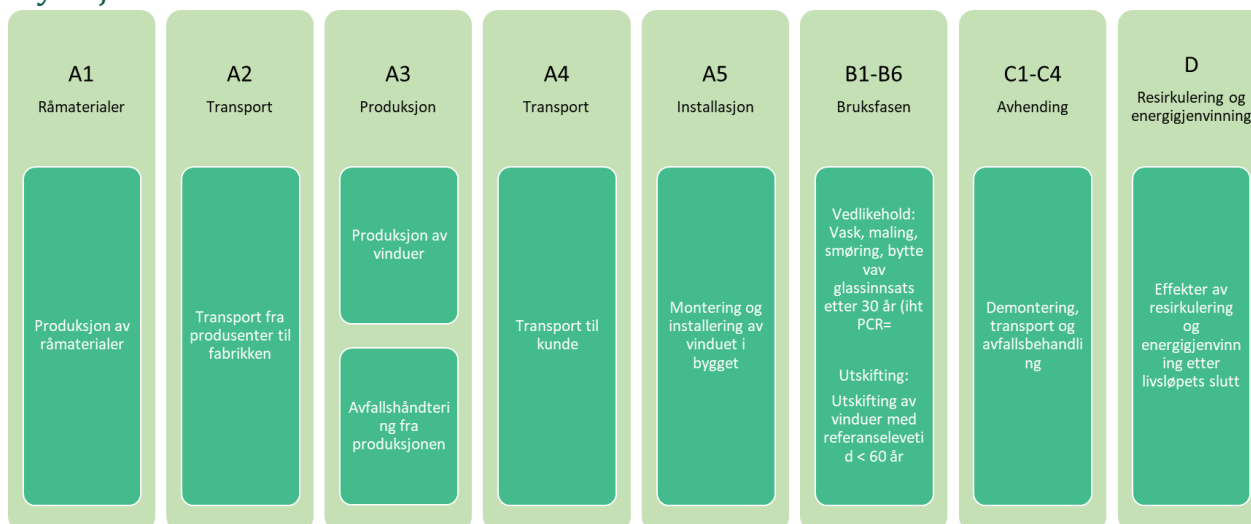 A1
Råmaterialer
Produksjon av
råmaterialer
A2
Transport
Transport fra
produsenter til
fabrikken
A3
Produksjon
Produksjon av
vinduer
Avfallshåndteri
ng fra
produksjonen
A4
Transport
Transport til
kunde
A5
Installasjon
Montering og
installering av
vinduet i
bygget
B1-B6
Bruksfasen
Vedlikehold:
Vask, maling,
smøring, bytte
vav
glassinnsats
etter 30 år (iht
PCR=
Utskifting:
Utskifting av
vinduer med
referanseleveti
d < 60 år
C1-C4
Avhending
Demontering,
transport og
avfallsbehandli
ng
D
Resirkulering og
energigjenvinning
Effekter av
resirkulering
og
energigjenvinn
ing etter
livsløpets slutt